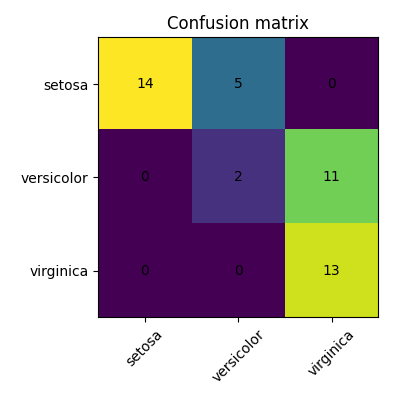 Confusion matrix
setosa 14 5 0
versicolor 0 2 11
virginica 0 0 13
setosa versicolor virginica